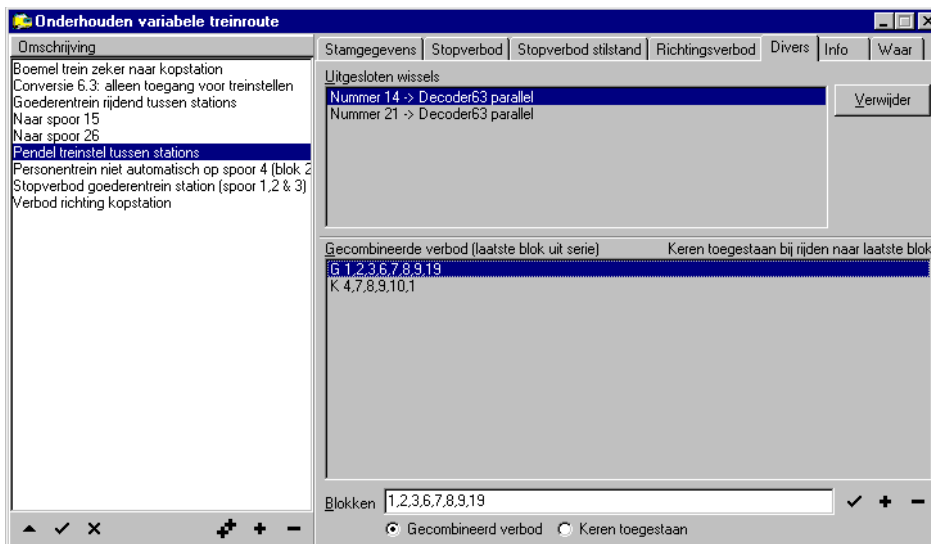 Onderhouden variabele treinroute
Omschrijving
Boemel trein zeker naar kopstation
Conversie 6.3: alleen toegang voor treinstellen
Goederentrein rijdend tussen stations
Naar spoor 15
Naar spoor 26
Pendel treinstel tussen stations
Personentrein niet automatisch op spoor 4 (blok 2
Stopverbod goederentrein station (spoor 1,2 & 3)
Verbod richting kopstation
Stamgegevens Stopverbod Stopverbod stilstand Richtingsverbod Divers Info Waar
Uitgesloten wissels
Nummer 14 -> Decoder63 parallel
Nummer 21 -> Decoder63 parallel
Verwijder
Gecombineerde verbod (laatste blok uit serie) Keren toegestaan bij rijden naar laatste blok
G 1,2,3,6,7,8,9,19
K 4,7,8,9,10,1
Blokken 1,2,3,6,7,8,9,19
Gecombineerd verbod Keren toegestaan